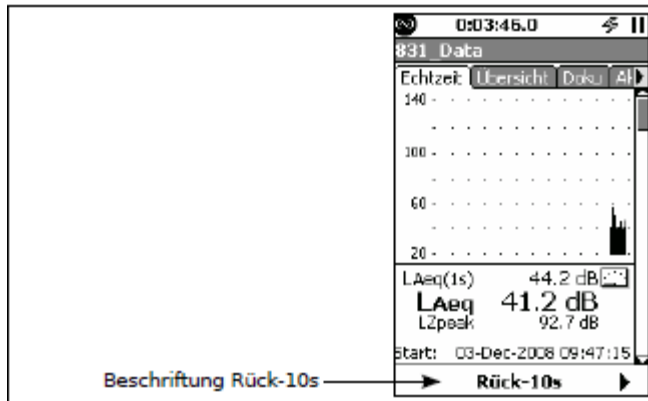 0:03:46.0
831_Data
Echtzeit Übersicht Doku
140
100
60
20
LAeq(1s) 44.2 dB
LAeq 41.2 dB
LZpeak 92.7 dB
Start: 03-Dec-2008 09:47:15
Beschriftung Rück-10s
Rück-10s